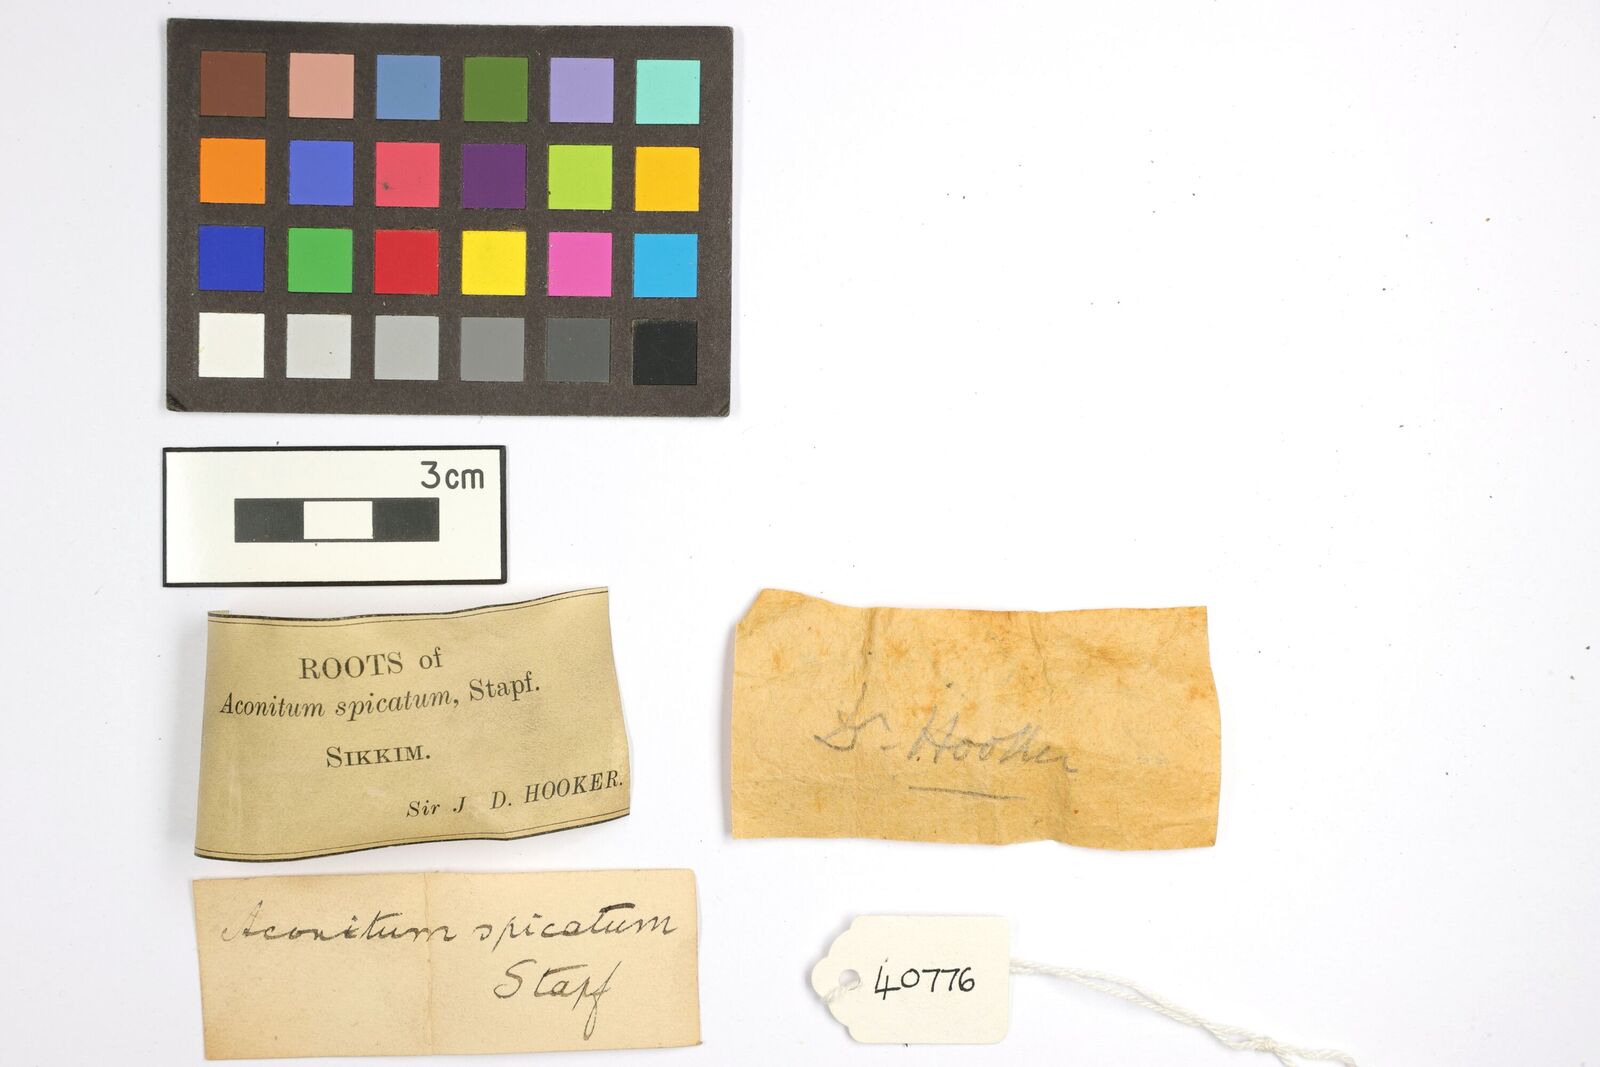 3cm
ROOTS of
Aconitum spicatum, Stapf.
SIKKIM.
Sir J D. HOOKER.
Dr. Hooker
Aconitum spicatum
Stapf
40776